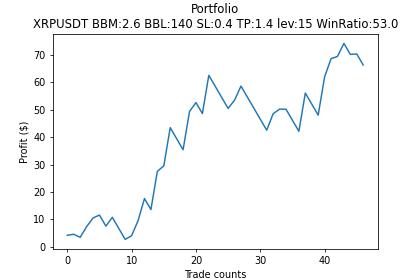 Portfolio
XRPUSDT BBM:2.6 BBL:140 SL:0.4 TP:1.4 lev:15 WinRatio:53.0
70
60
50
40
30
20
10
0
Profit ($)
0 10 20 30 40
Trade counts